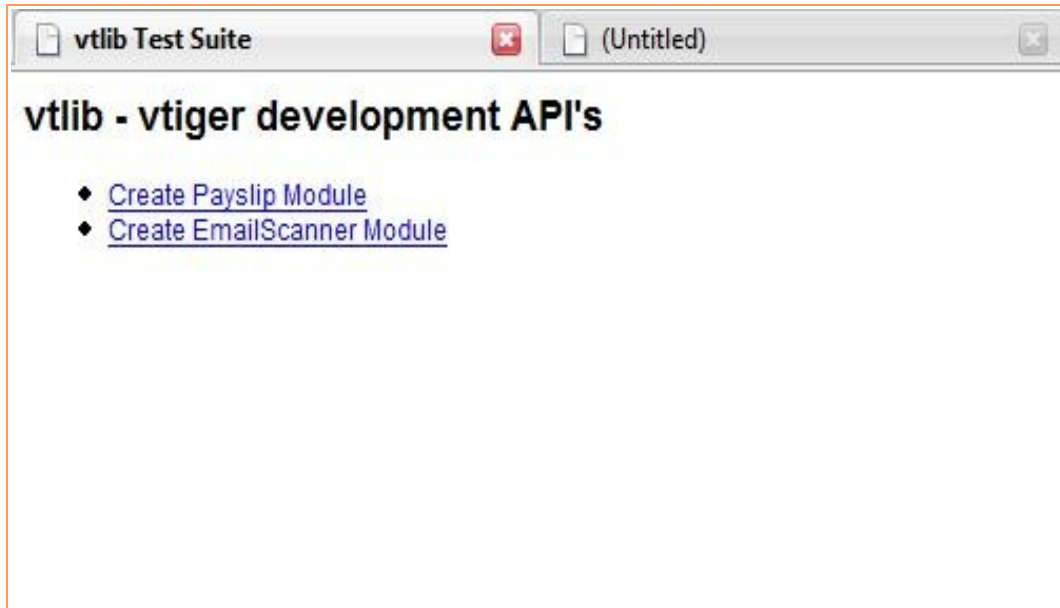 vtlib Test Suite
(Untitled)
vtlib - vtiger development API's
Create Payslip Module
Create EmailScanner Module